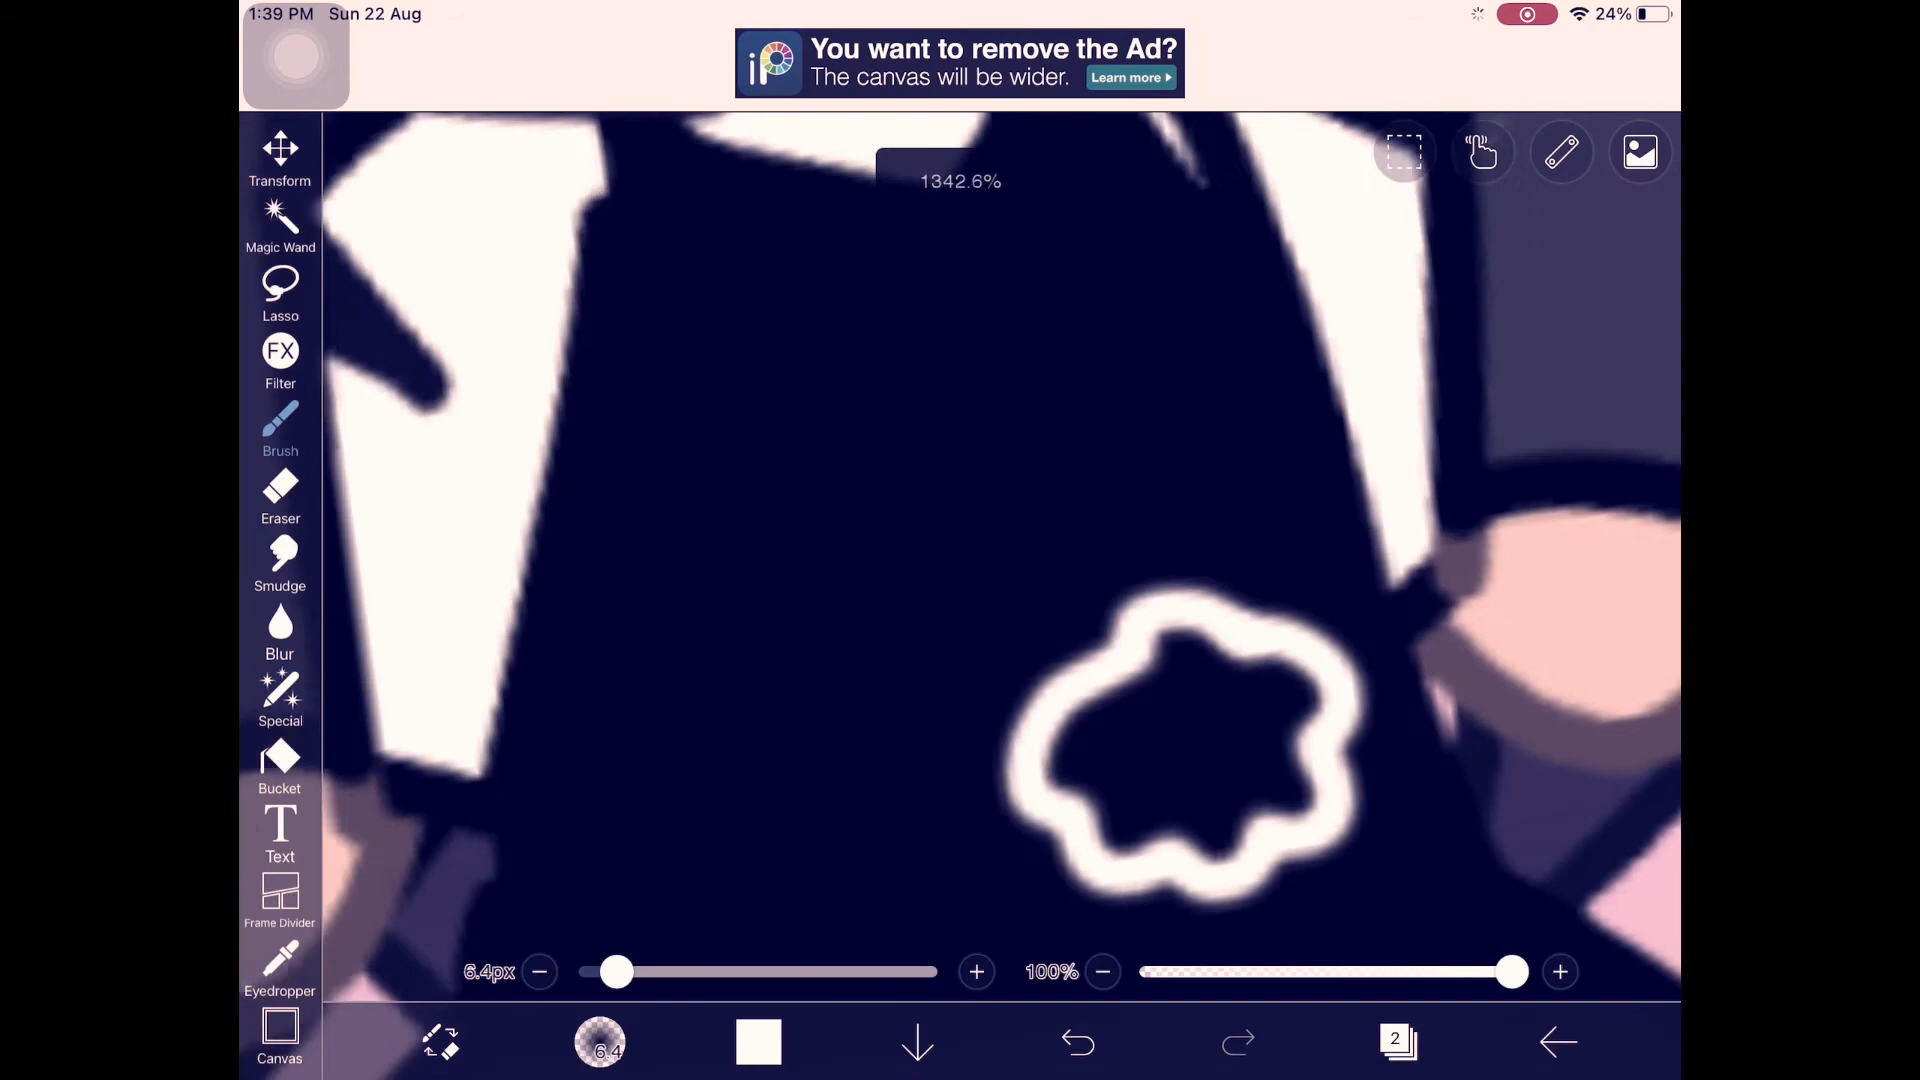 1:39 PM Sun 22 Aug
24%
iP
You want to remove the Ad?
The canvas will be wider.
Learn more
1342.6%
Transform
Magic Wand
Lasso
FX
Filter
Brush
Eraser
Smudge
Blur
Special
Bucket
T
Text
Frame Divider
Eyedropper
Canvas
6.4px
100%
6.4
2